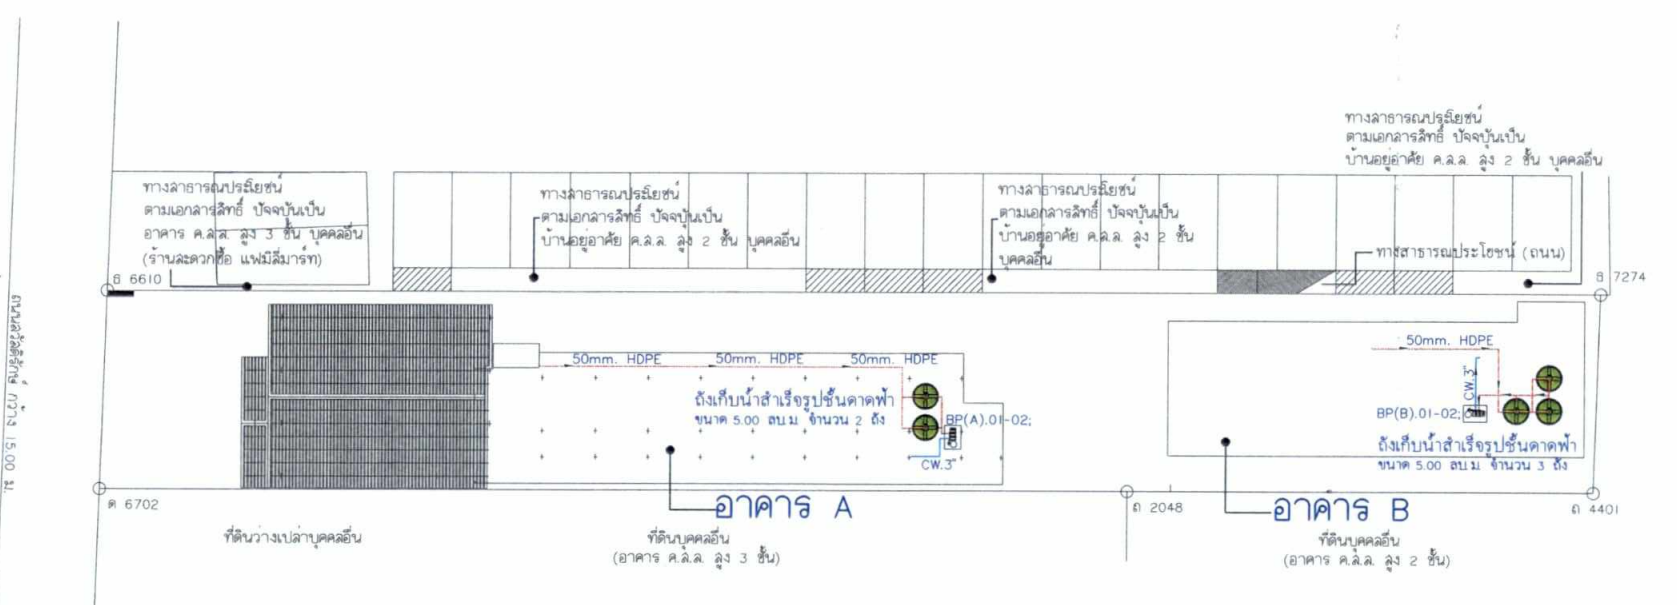 ทางสาธารณประโยชน์
ตามเอกสารสิทธิ์ ปัจจุบันเป็น
บ้านอยู่อาศัย ค.ส.ล. สูง 2 ชั้น บุคคลอื่น
ทางสาธารณประโยชน์
ตามเอกสารสิทธิ์ ปัจจุบันเป็น
อาคาร ค.ส.ล. สูง 3 ชั้น บุคคลอื่น
(ร้านสะดวกซื้อ แฟมิลี่มาร์ท)
ทางสาธารณประโยชน์
ตามเอกสารสิทธิ์ ปัจจุบันเป็น
บ้านอยู่อาศัย ค.ส.ล. สูง 2 ชั้น บุคคลอื่น
ทางสาธารณประโยชน์
ตามเอกสารสิทธิ์ ปัจจุบันเป็น
บ้านอยู่อาศัย ค.ส.ล. สูง 2 ชั้น
บุคคลอื่น
ทางสาธารณประโยชน์ (ถนน)
ธ 6610
ธ 7274
50mm. HDPE
50mm. HDPE
50mm. HDPE
ถังเก็บน้ำสำเร็จรูปชั้นดาดฟ้า
ขนาด 5.00 ลบ.ม จำนวน 2 ถัง
BP(A).01-02;
CW.3"
50mm. HDPE
CW.3"
BP(B).01-02;
ถังเก็บน้ำสำเร็จรูปชั้นดาดฟ้า
ขนาด 5.00 ลบ.ม จำนวน 3 ถัง
กว้าง 15.00 ม.
ด 6702
อาคาร A
ถ 2048
อาคาร B
ถ 4401
ที่ดินว่างเปล่าบุคคลอื่น
ที่ดินบุคคลอื่น
(อาคาร ค.ส.ล. สูง 3 ชั้น)
ที่ดินบุคคลอื่น
(อาคาร ค.ส.ล. สูง 2 ชั้น)